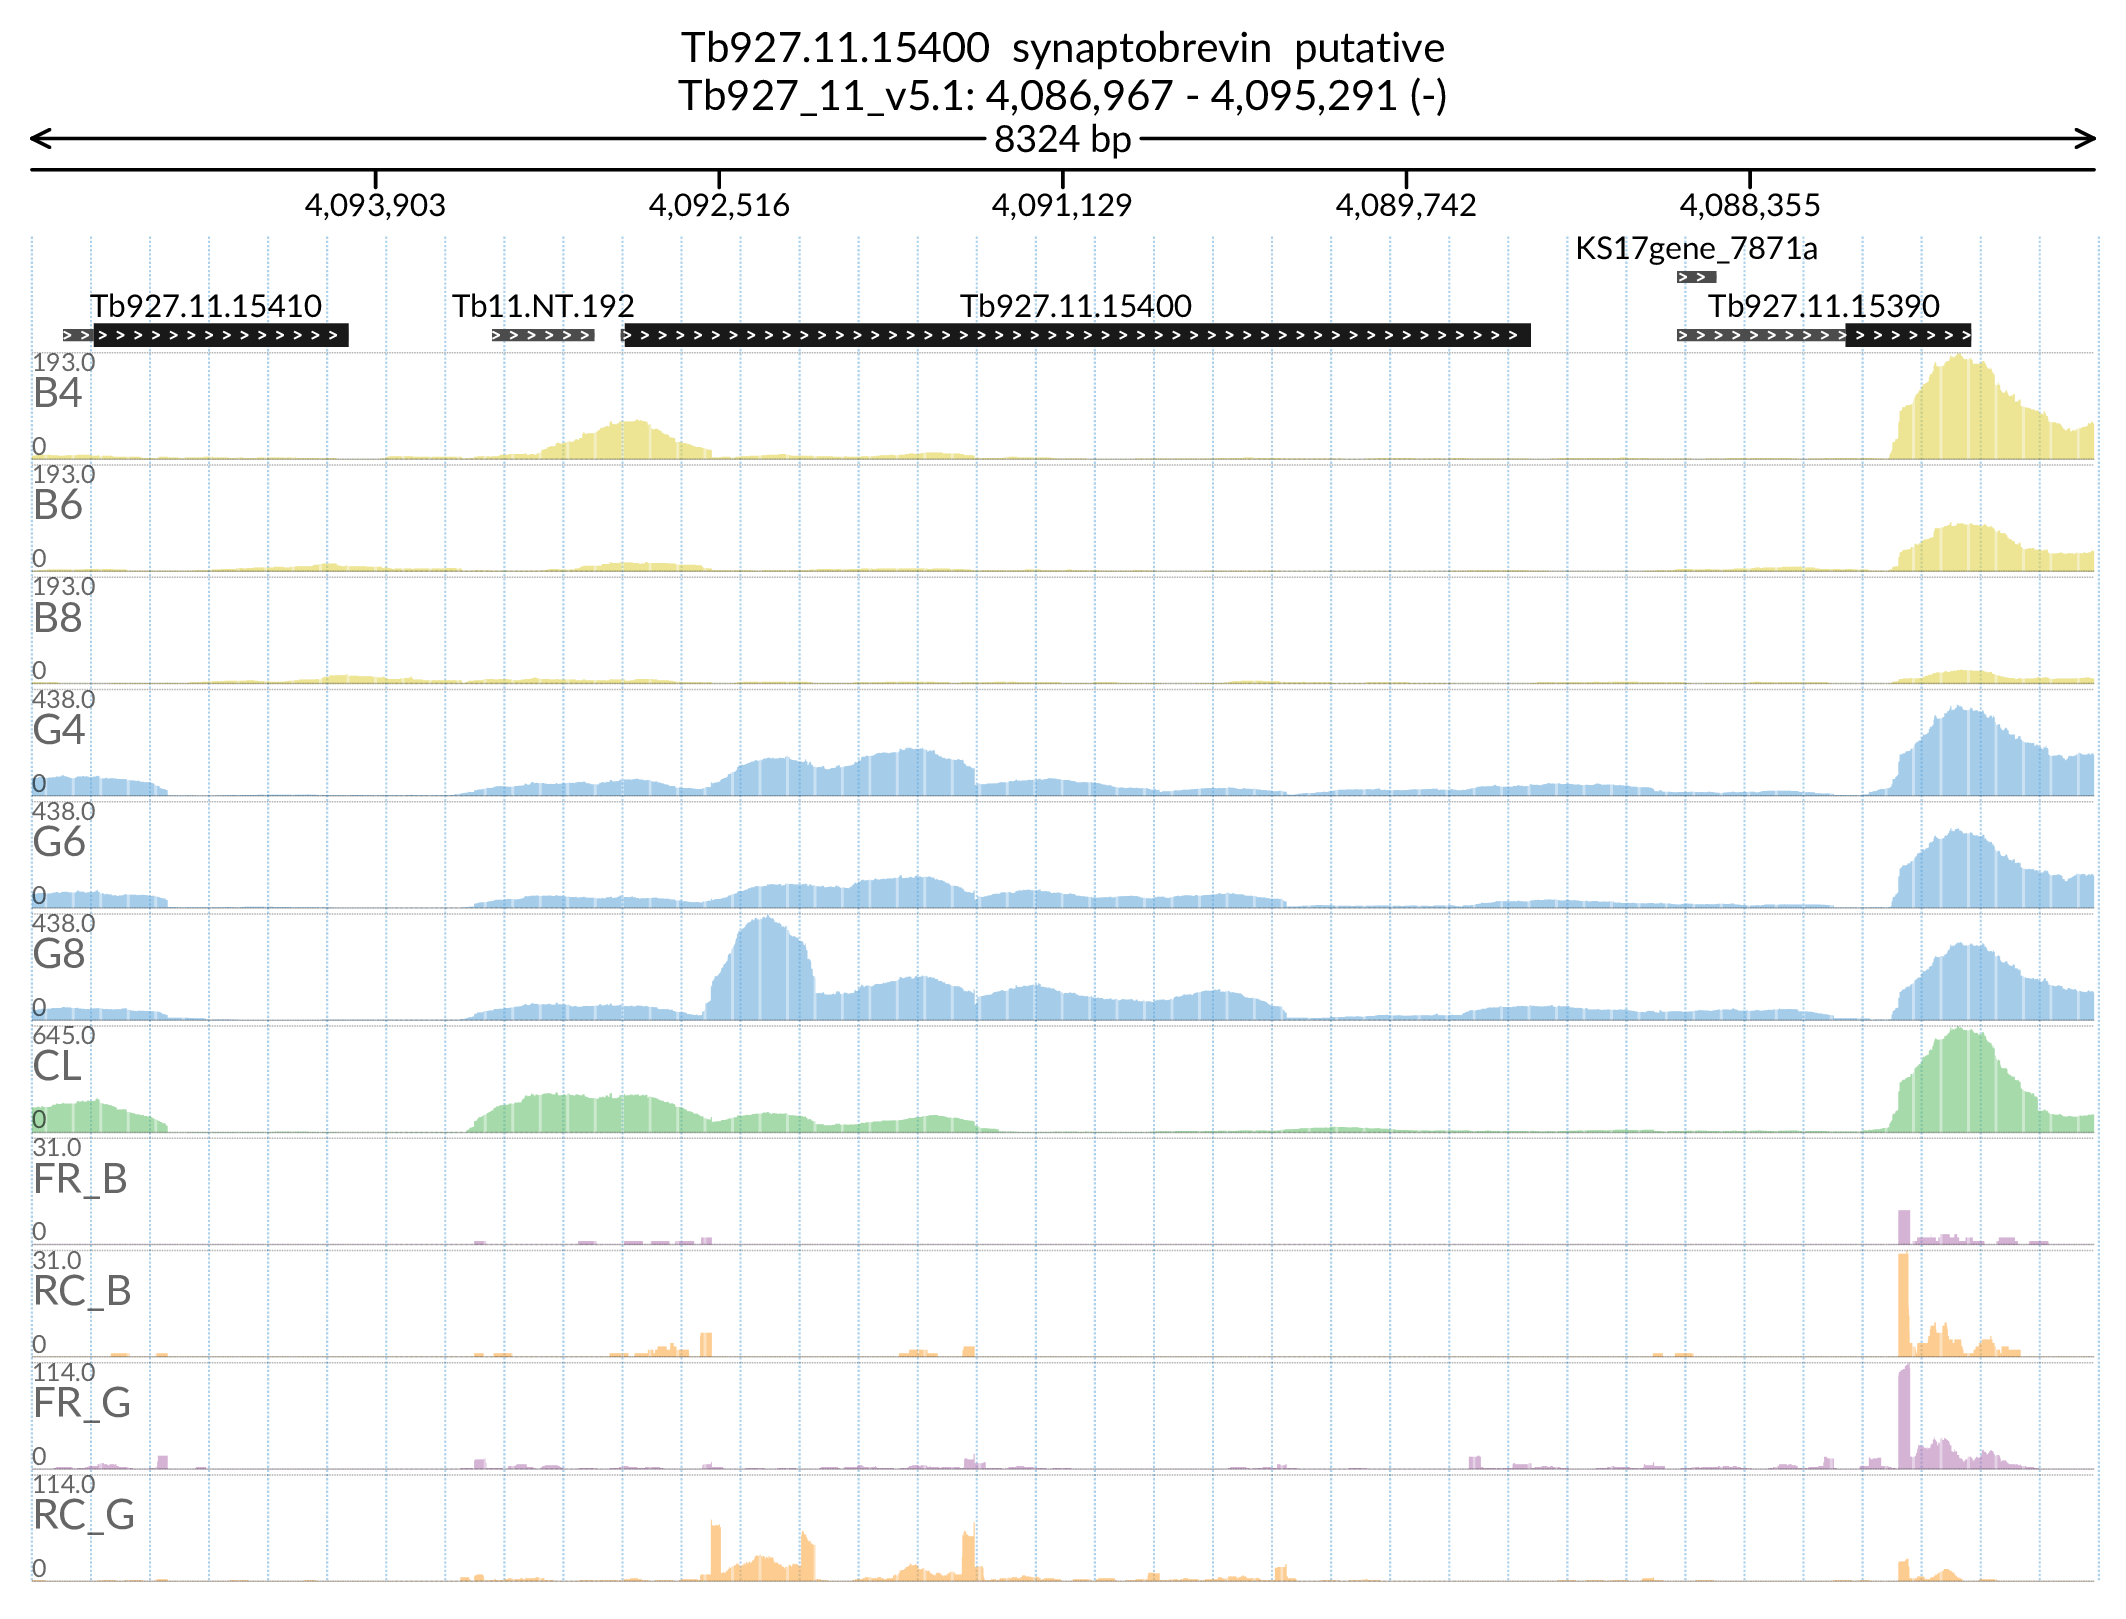 Tb927.11.15400 synaptobrevin putative
Tb927_11_v5.1: 4,086,967 - 4,095,291 (-)
8324 bp
4,093,903 4,092,516 4,091,129 4,089,742 4,088,355
KS17gene_7871a
Tb927.11.15410 Tb11.NT.192 Tb927.11.15400 Tb927.11.15390
193.0
B4
0
193.0
B6
0
193.0
B8
0
438.0
G4
0
438.0
G6
0
438.0
G8
0
645.0
CL
0
31.0
FR_B
0
31.0
RC_B
0
114.0
FR_G
0
114.0
RC_G
0